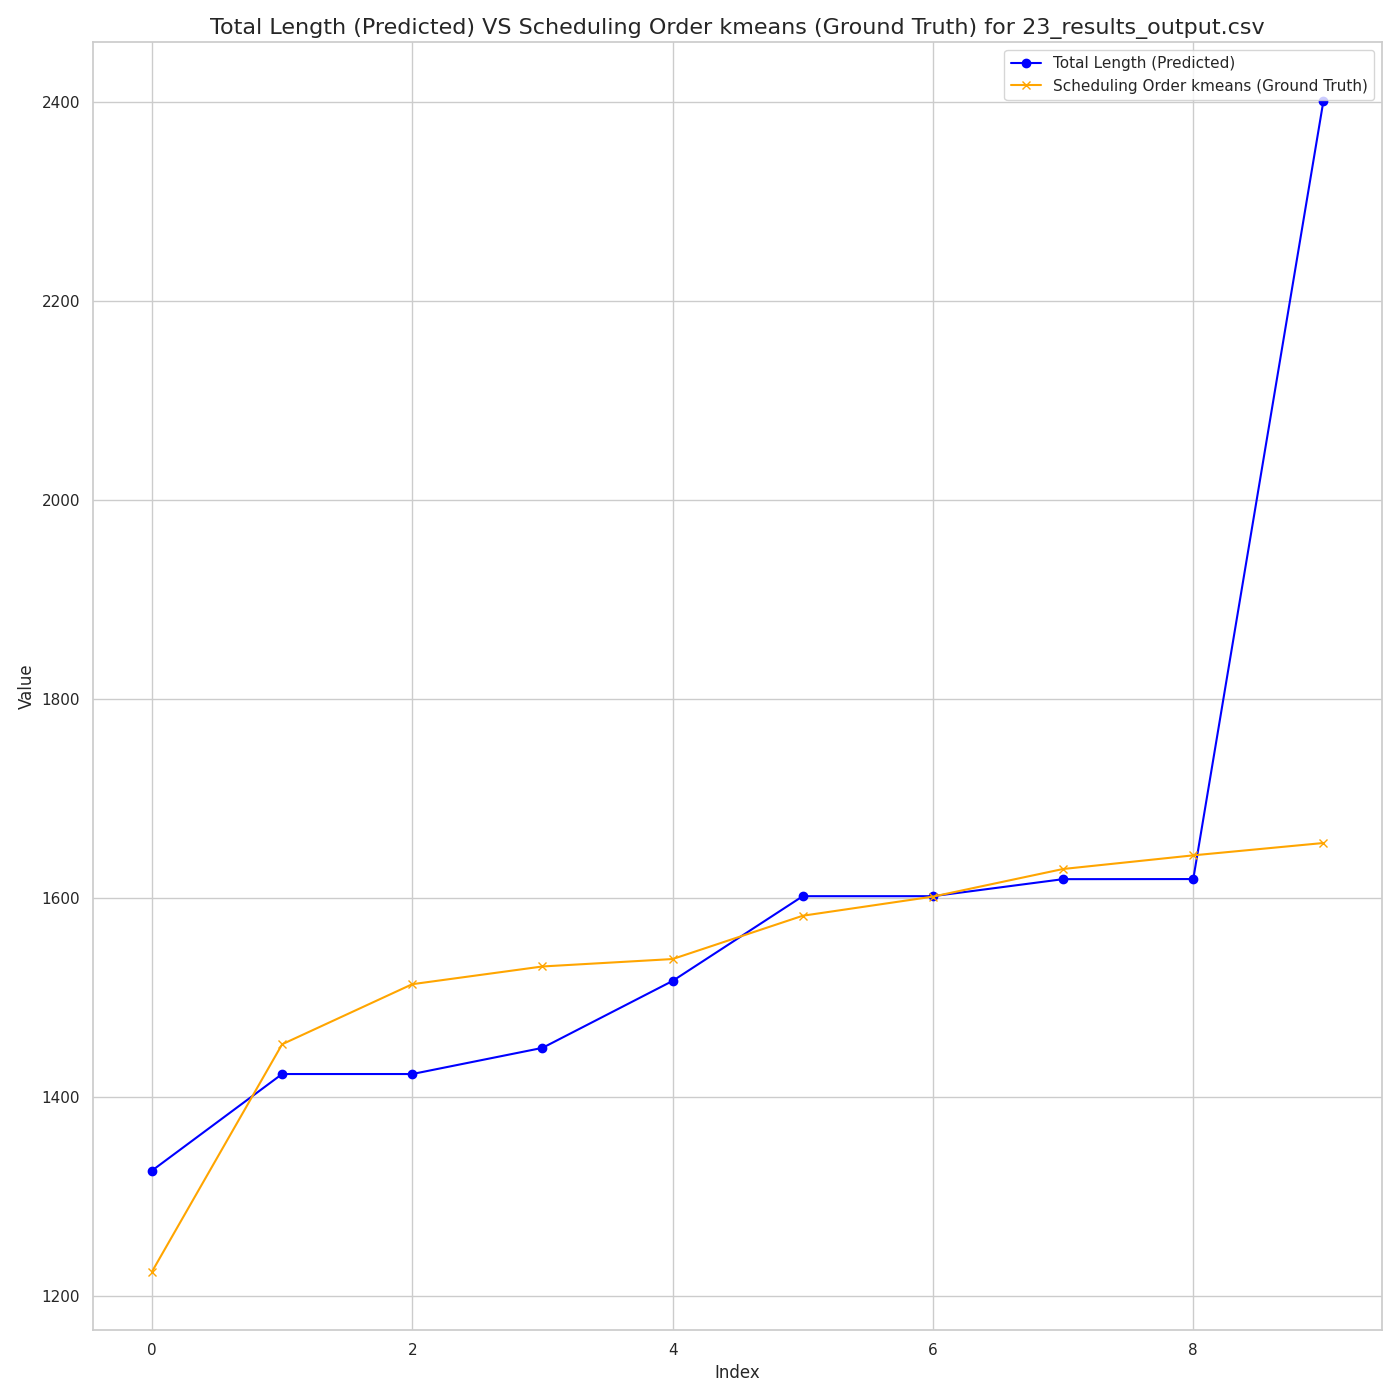 Total Length (Predicted) VS Scheduling Order kmeans (Ground Truth) for 23_results_output.csv
Total Length (Predicted)
Scheduling Order kmeans (Ground Truth)
2400
2200
2000
1800
1600
1400
1200
Value
0 2 4 6 8
Index